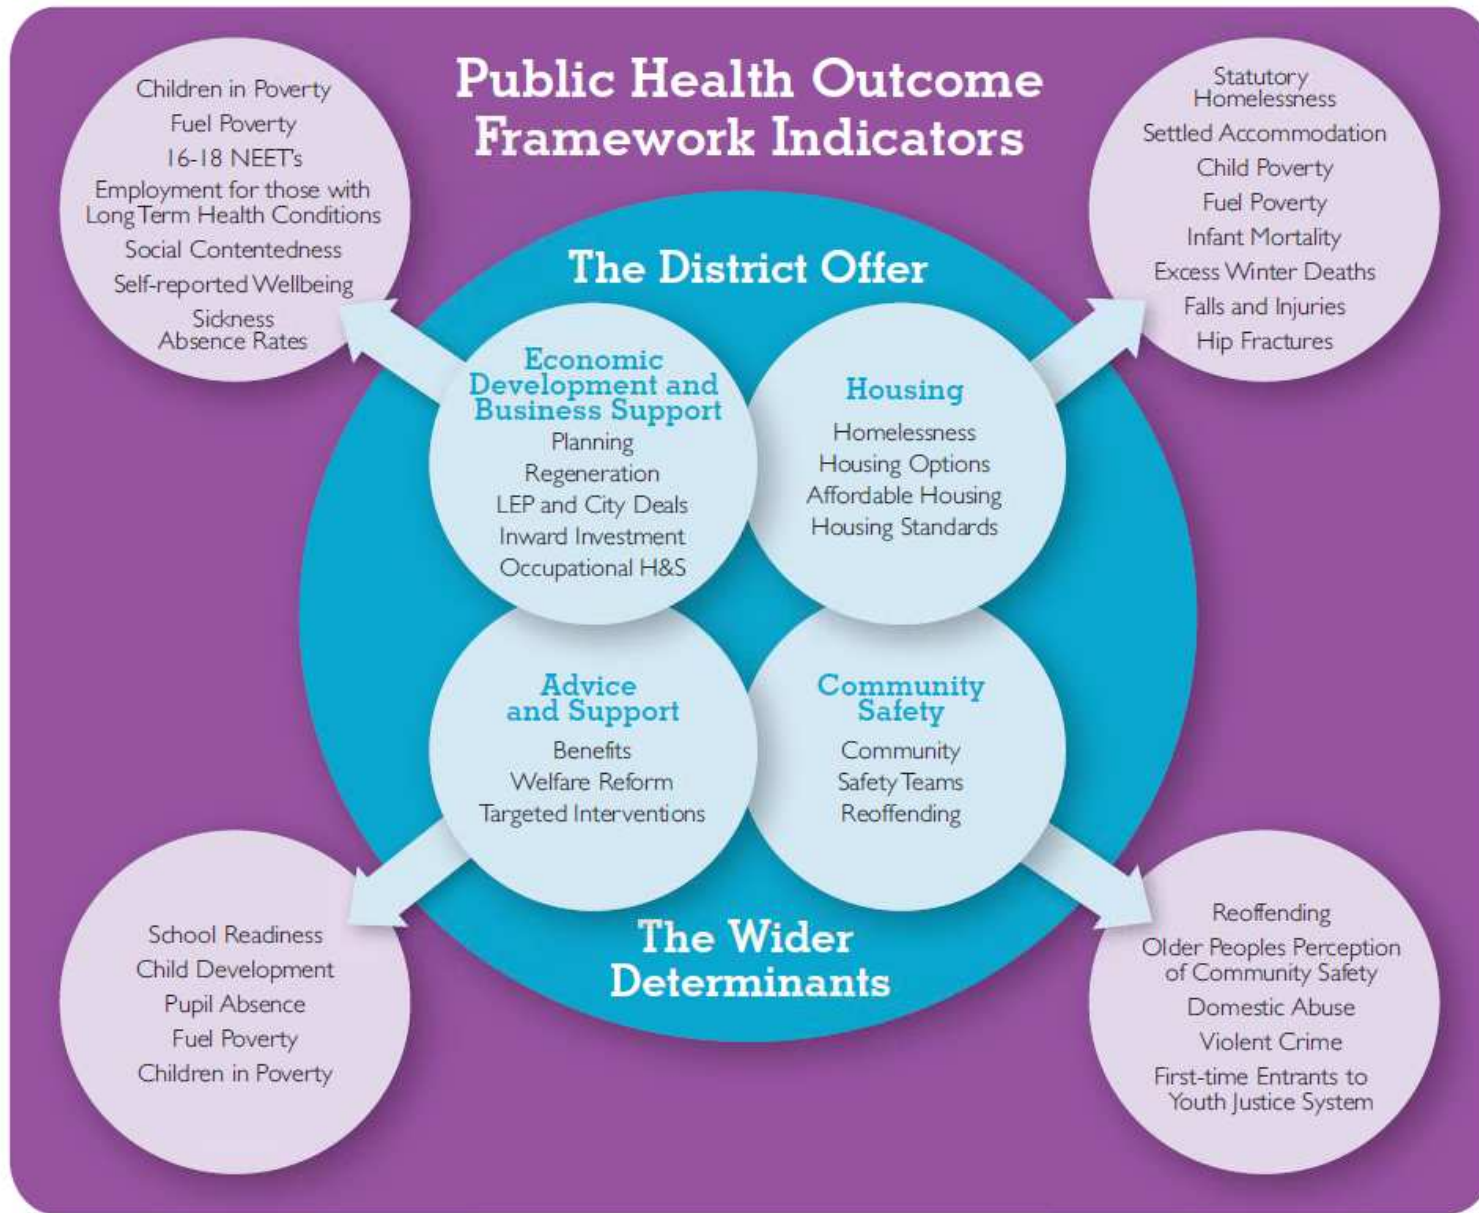 Public Health Outcome
Framework Indicators
Children in Poverty
Fuel Poverty
16-18 NEET's
Employment for those with
Long Term Health Conditions
Social Contentedness
Self-reported Wellbeing
Sickness
Absence Rates
Statutory
Homelessness
Settled Accommodation
Child Poverty
Fuel Poverty
Infant Mortality
Excess Winter Deaths
Falls and Injuries
Hip Fractures
The District Offer
Economic
Development and
Business Support
Planning
Regeneration
LEP and City Deals
Inward Investment
Occupational H&S
Housing
Homelessness
Housing Options
Affordable Housing
Housing Standards
Advice
and Support
Benefits
Welfare Reform
Targeted Interventions
Community
Safety
Community
Safety Teams
Reoffending
The Wider
Determinants
School Readiness
Child Development
Pupil Absence
Fuel Poverty
Children in Poverty
Reoffending
Older Peoples Perception
of Community Safety
Domestic Abuse
Violent Crime
First-time Entrants to
Youth Justice System